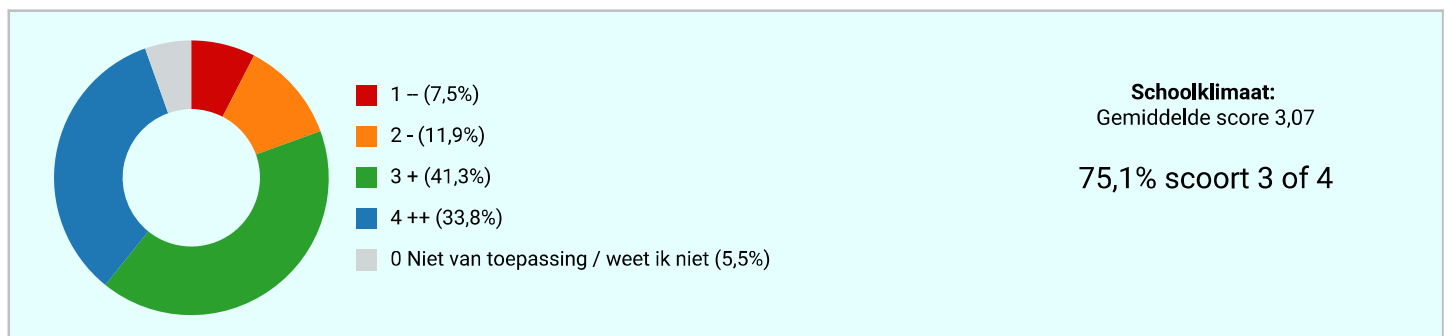 1 -- (7,5%)
2 - (11,9%)
3 + (41,3%)
4 ++ (33,8%)
0 Niet van toepassing / weet ik niet (5,5%)
Schoolklimaat:
Gemiddelde score 3,07
75,1% scoort 3 of 4